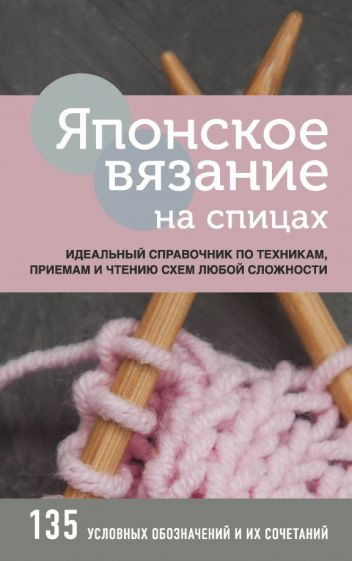 Японское
вязание
на спицах
ИДЕАЛЬНЫЙ СПРАВОЧНИК ПО ТЕХНИКАМ,
ПРИЕМАМ И ЧТЕНИЮ СХЕМ ЛЮБОЙ СЛОЖНОСТИ
135 УСЛОВНЫХ ОБОЗНАЧЕНИЙ И ИХ СОЧЕТАНИЙ